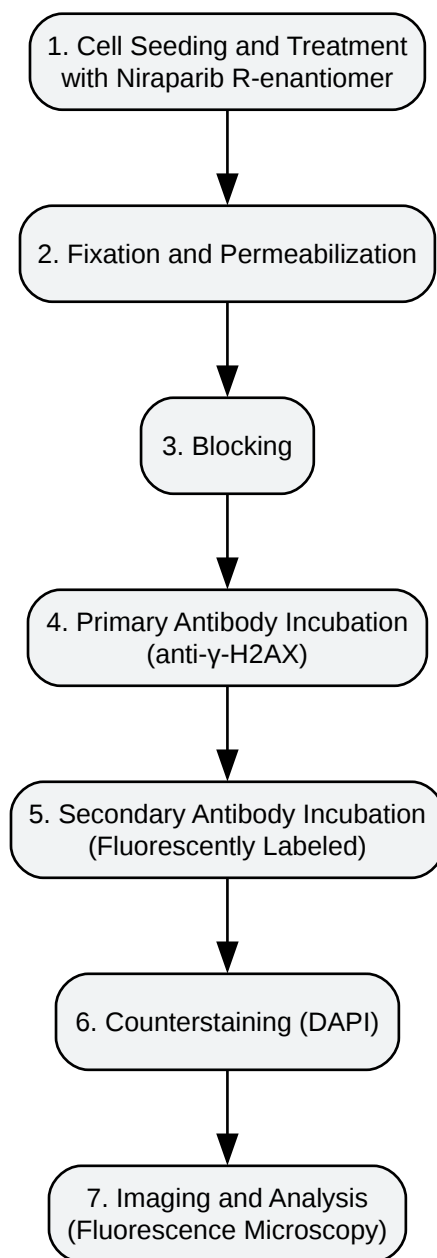 1. Cell Seeding and Treatment
with Niraparib R-enantiomer
2. Fixation and Permeabilization
3. Blocking
4. Primary Antibody Incubation
(anti-γ-H2AX)
5. Secondary Antibody Incubation
(Fluorescently Labeled)
6. Counterstaining (DAPI)
7. Imaging and Analysis
(Fluorescence Microscopy)